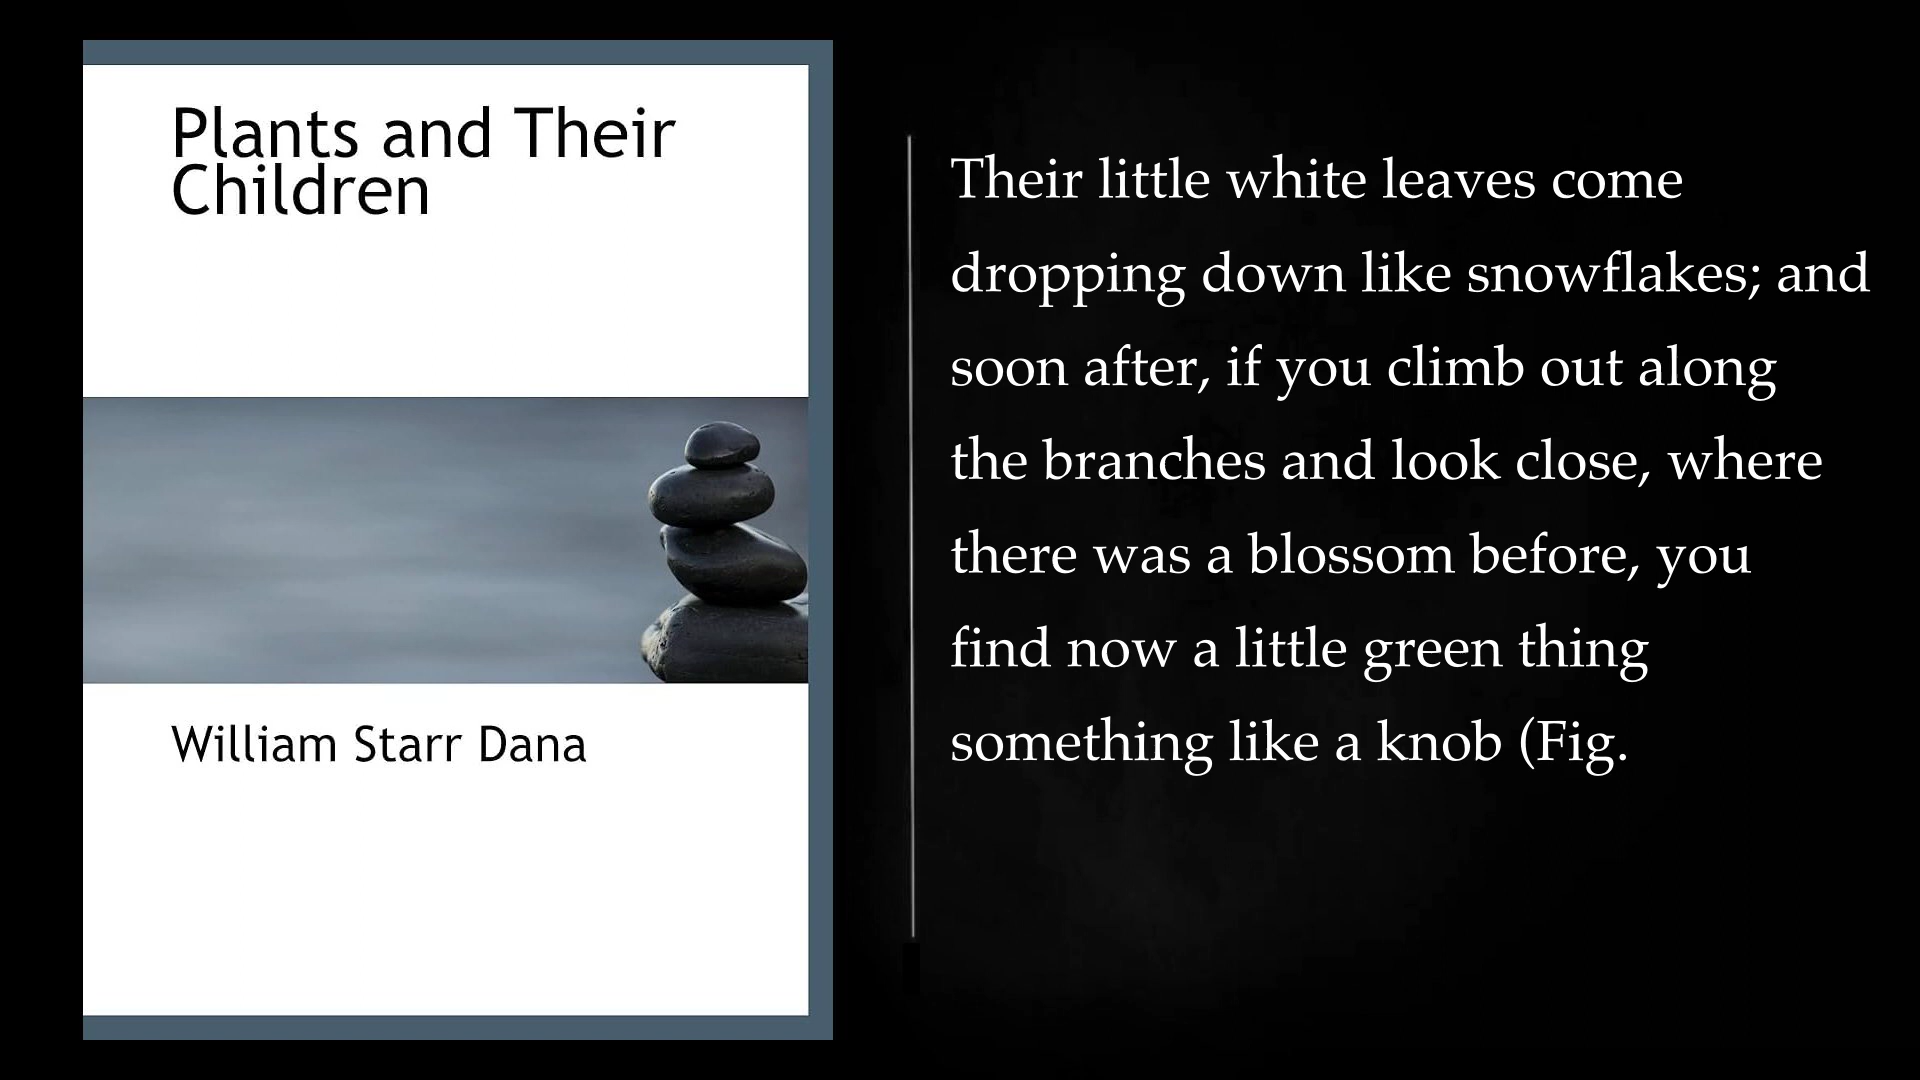 Plants and Their
Children
William Starr Dana
Their little white leaves come
dropping down like snowflakes; and
soon after, if you climb out along
the branches and look close, where
there was a blossom before, you
find now a little green thing
something like a knob (Fig.